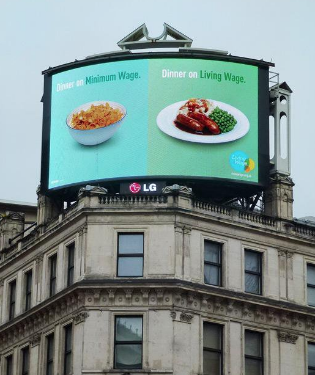 Dinner on Minimum Wage.
Dinner on Living Wage.
LG